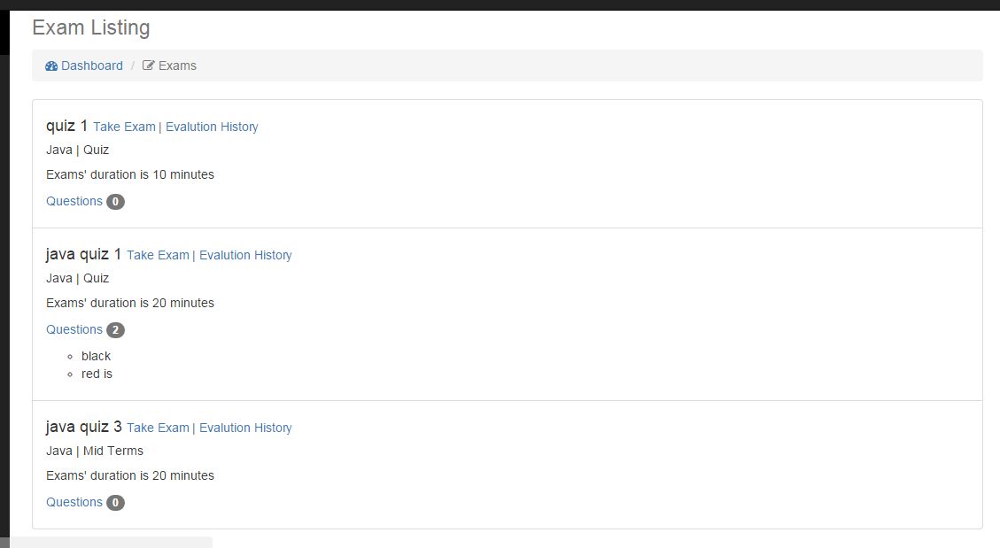 Exam Listing
Dashboard / Exams
quiz 1 Take Exam | Evalution History
Java | Quiz
Exams' duration is 10 minutes
Questions 0
java quiz 1 Take Exam | Evalution History
Java | Quiz
Exams' duration is 20 minutes
Questions 2
black
red is
java quiz 3 Take Exam | Evalution History
Java | Mid Terms
Exams' duration is 20 minutes
Questions 0